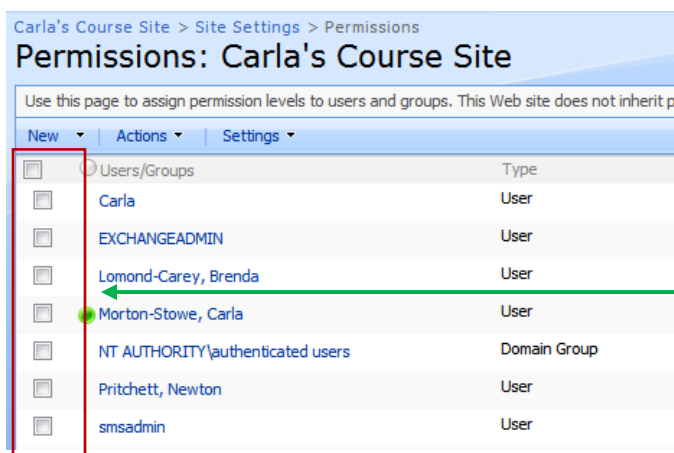 Carla's Course Site > Site Settings > Permissions
Permissions: Carla's Course Site
Use this page to assign permission levels to users and groups. This Web site does not inherit p
New Actions Settings
Users/Groups Type
Carla User
EXCHANGEADMIN User
Lomond-Carey, Brenda User
Morton-Stowe, Carla User
NT AUTHORITY\authenticated users Domain Group
Pritchett, Newton User
smsadmin User